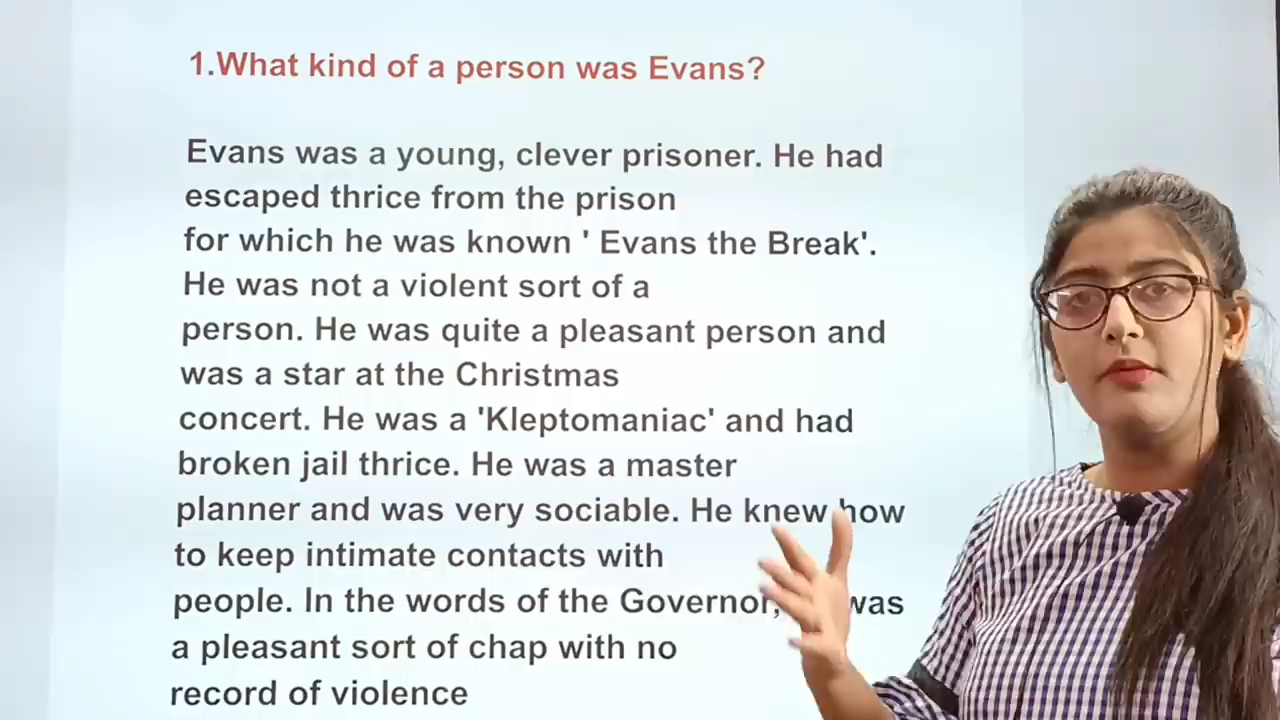 1.What kind of a person was Evans?
Evans was a young, clever prisoner. He had
escaped thrice from the prison
for which he was known ' Evans the Break'.
He was not a violent sort of a
person. He was quite a pleasant person and
was a star at the Christmas
concert. He was a 'Kleptomaniac' and had
broken jail thrice. He was a master
planner and was very sociable. He knew how
to keep intimate contacts with
people. In the words of the Governor, was
a pleasant sort of chap with no
record of violence